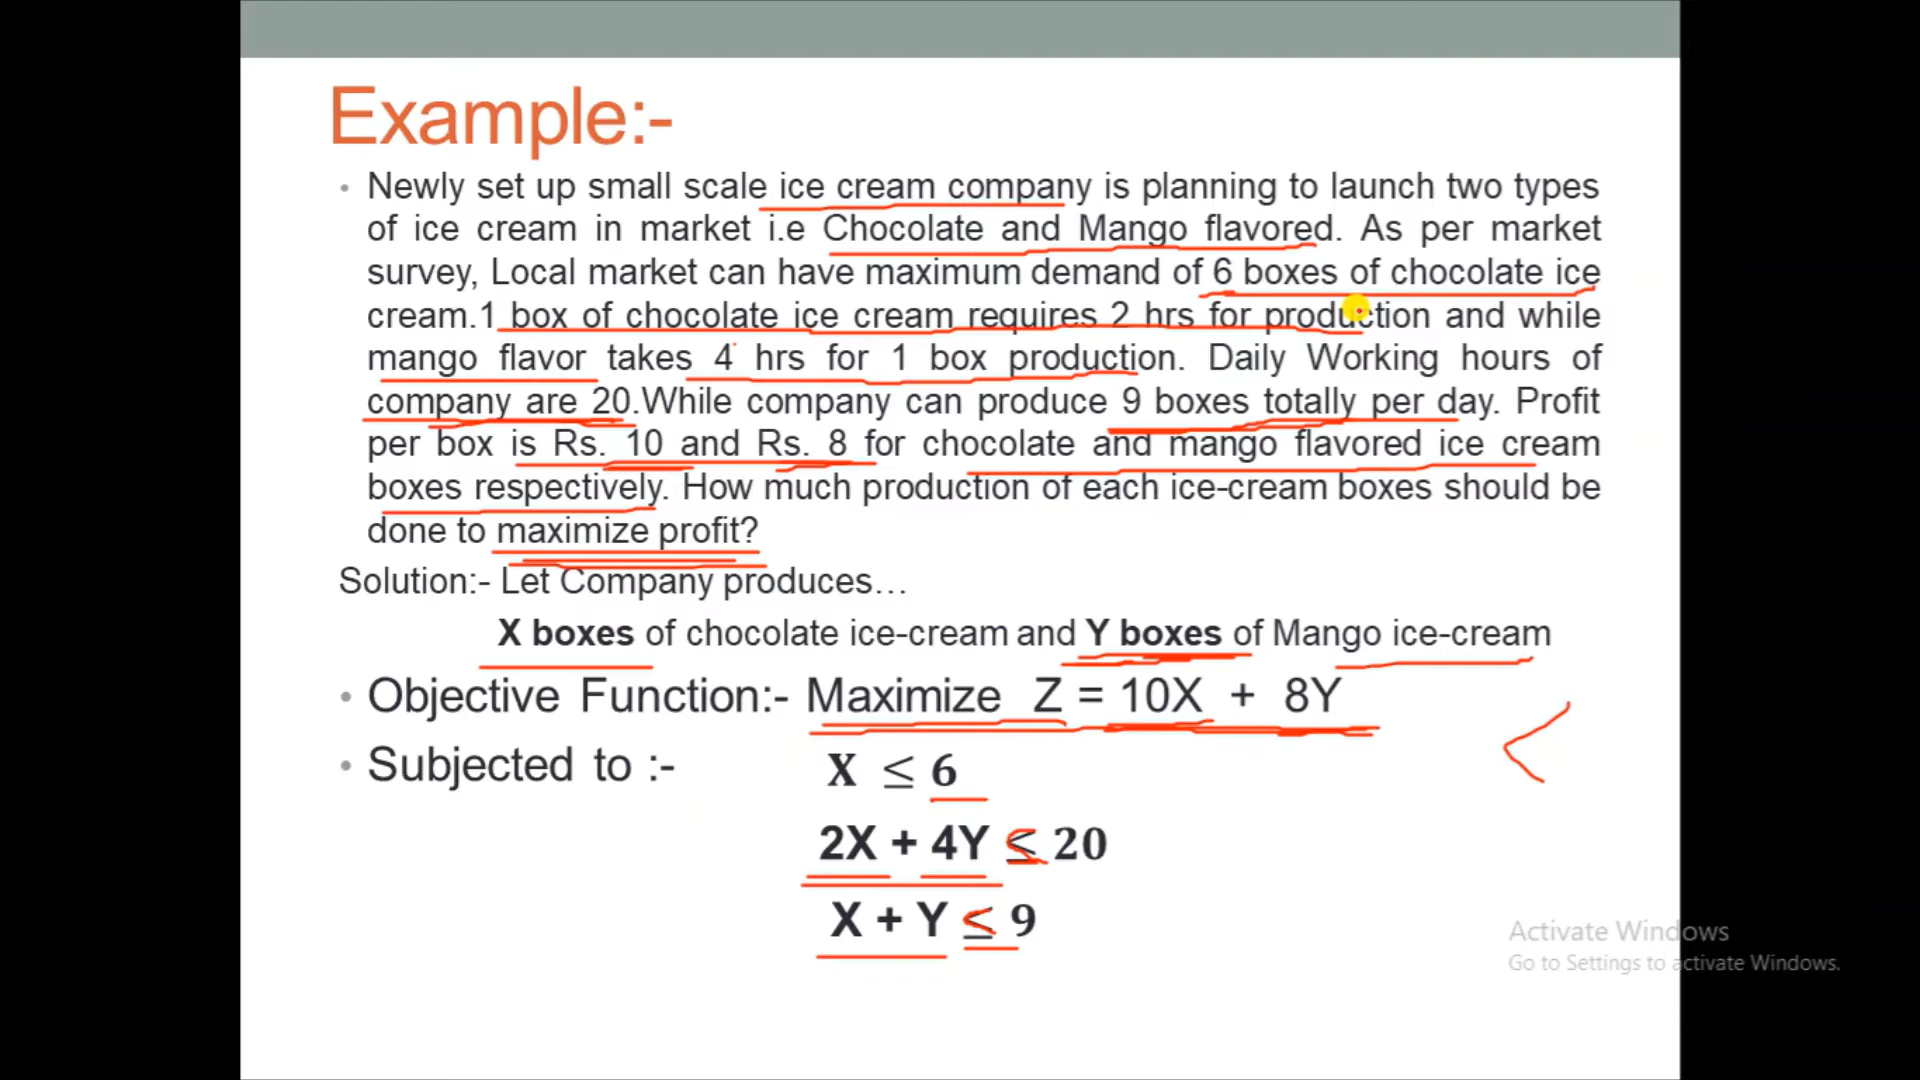 Example:-
• Newly set up small scale ice cream company is planning to launch two types
of ice cream in market i.e Chocolate and Mango flavored. As per market
survey, Local market can have maximum demand of 6 boxes of chocolate ice
cream.1 box of chocolate ice cream requires 2 hrs for production and while
mango flavor takes 4 hrs for 1 box production. Daily Working hours of
company are 20.While company can produce 9 boxes totally per day. Profit
per box is Rs. 10 and Rs. 8 for chocolate and mango flavored ice cream
boxes respectively. How much production of each ice-cream boxes should be
done to maximize profit?
Solution:- Let Company produces…
X boxes of chocolate ice-cream and Y boxes of Mango ice-cream
• Objective Function:- Maximize Z = 10X + 8Y
• Subjected to :- X ≤ 6
2X + 4Y ≤ 20
X + Y ≤ 9
Activate Windows
Go to Settings to activate Windows.